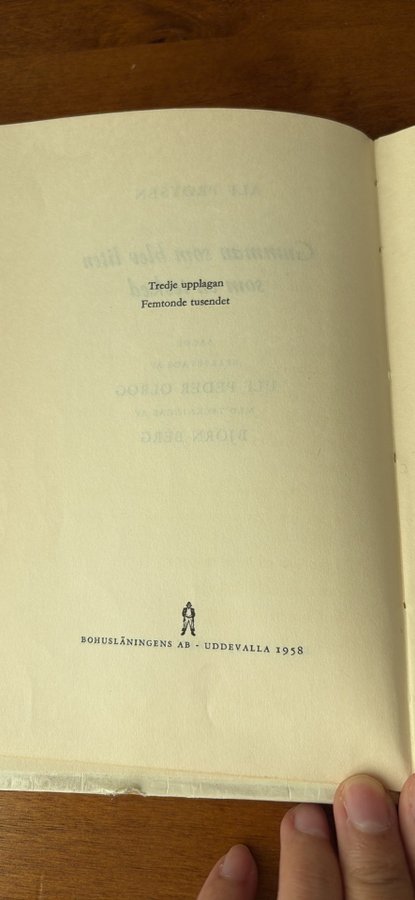 Tredje upplagan
Femtonde tusendet
BOHUSLÄNINGENS AB - UDDEVALLA 1958